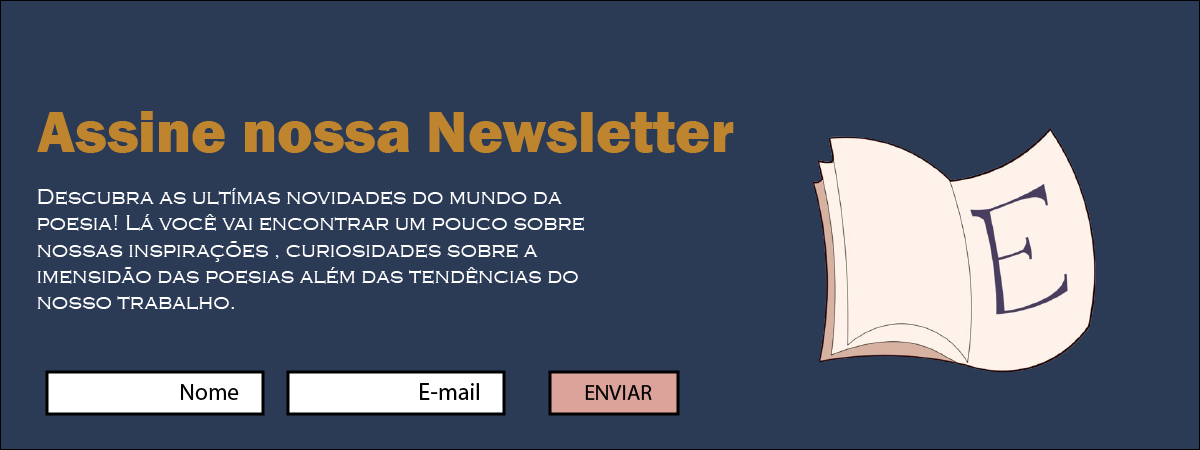 Assine nossa Newsletter
Descubra as ultímas novidades do mundo da
poesia! Lá você vai encontrar um pouco sobre
nossas inspirações , curiosidades sobre a
imensidão das poesias além das tendências do
nosso trabalho.
E
Nome E-mail ENVIAR